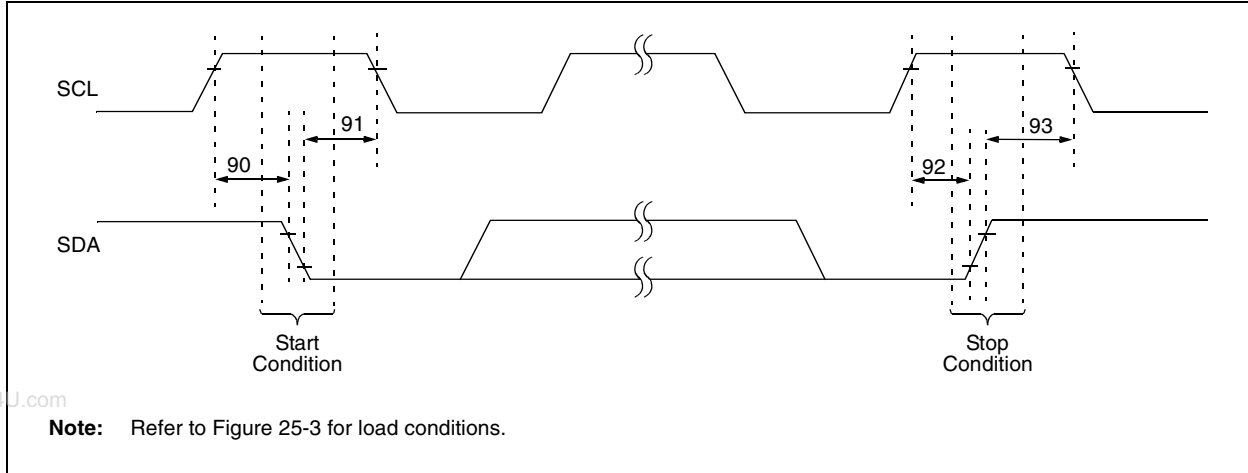 SCL
91
93
90
92
SDA
Start
Condition
Stop
Condition
U.com
Note: Refer to Figure 25-3 for load conditions.